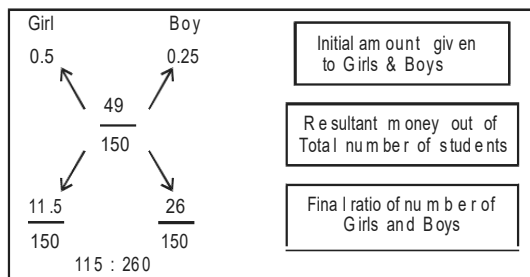 Girl Boy
0.5 0.25
49
150
11.5 26
150 150
115 : 260
Initial amount given
to Girls & Boys
Resultant money out of
Total number of students
Final ratio of number of
Girls and Boys